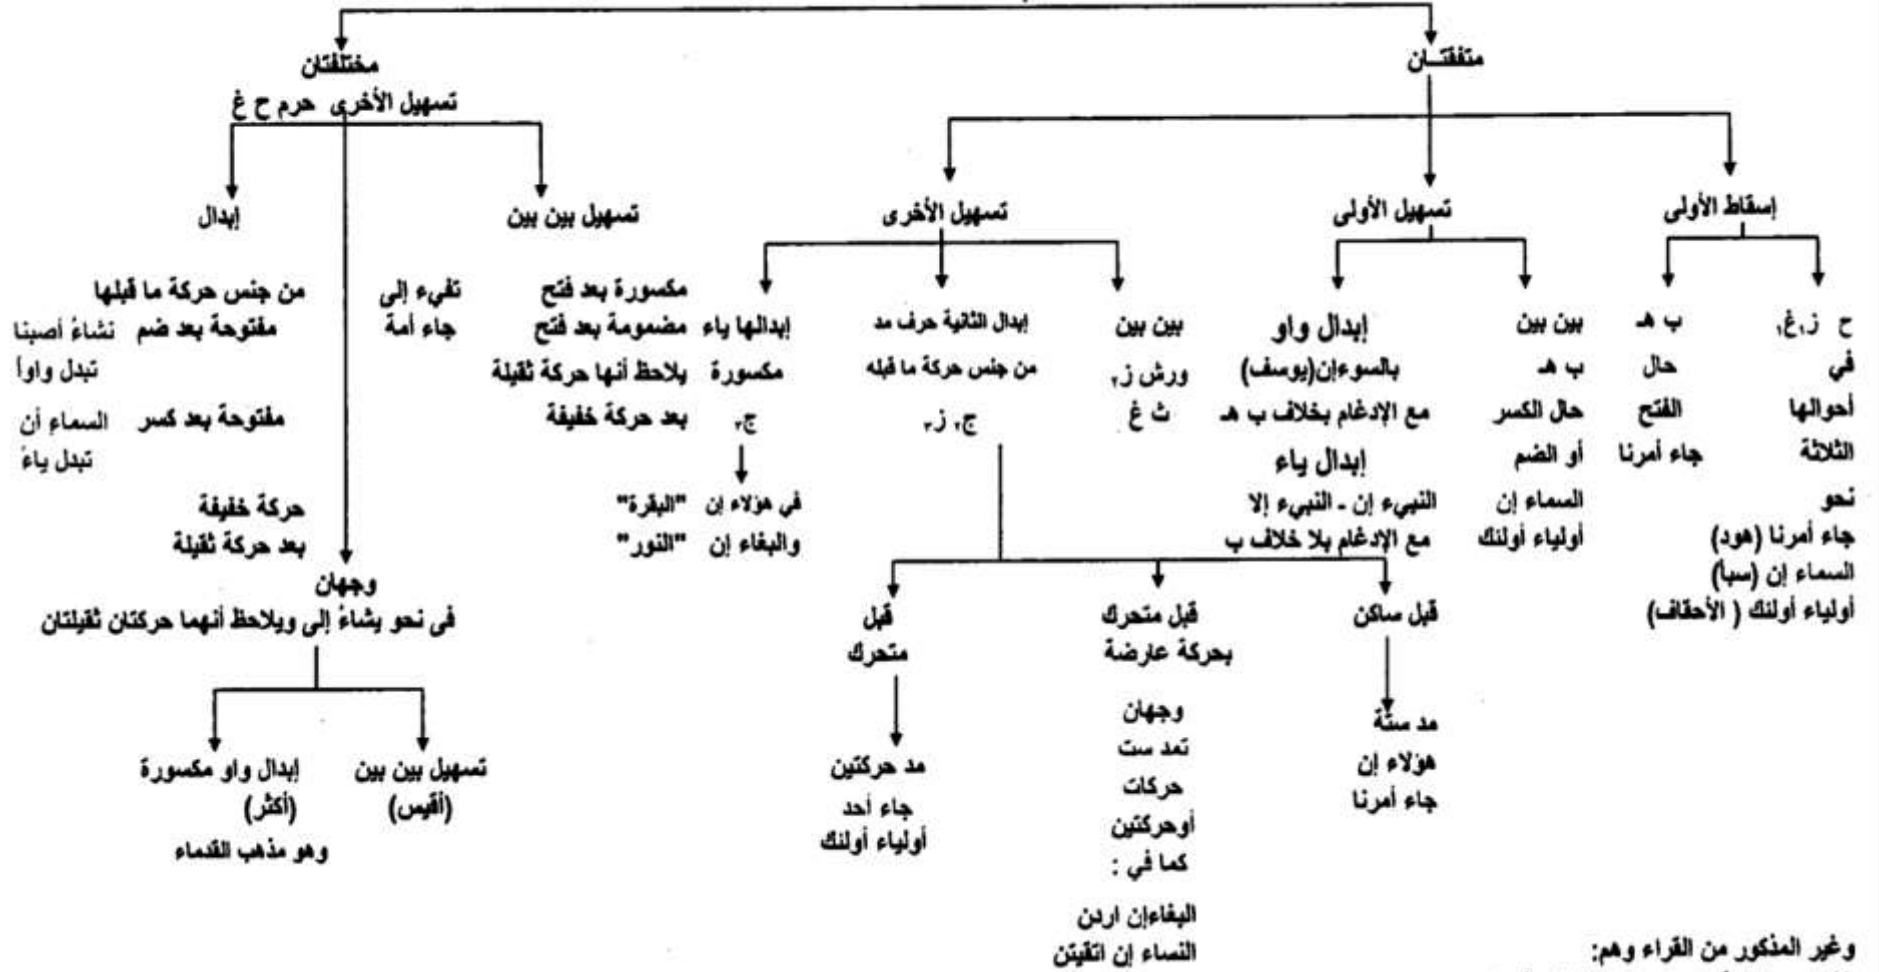 متفقتـــان
مختلفتان
تسهيل الأخرى حرم ح غ
إسقاط الأولى
تسهيل الأولى
تسهيل الأخرى
تسهيل بين بين
إبدال
ح ز١غ١
في
أحوالها
الثلاثة
نحو
جاء أمرنا (هود)
السماء إن (سبأ)
أولياء أولئك ( الأحقاف)
ب هـ
حال
الفتح
جاء أمرنا
بين بين
ب هـ
حال الكسر
أو الضم
السماء إن
أولياء أولئك
إبدال واو
بالسوءإن(يوسف)
مع الإدغام بخلاف ب هـ
إبدال ياء
النبيء إن - النبيء إلا
مع الإدغام بلا خلاف ب
بين بين
ورش ز٢
ث غ
إبدال الثانية حرف مد
من جنس حركة ما قبله
ج٢ ز٣
إبدالها ياء
مكسورة
ج٣
في هؤلاء إن "البقرة"
والبغاء إن "النور"
قبل ساكن
مد ستة
هؤلاء إن
جاء أمرنا
قبل متحرك
بحركة عارضة
وجهان
تمد ست
حركات
أوحركتين
كما في :
البغاءإن اردن
النساء إن اتقيتن
قبل
متحرك
مد حركتين
جاء أحد
أولياء أولئك
مكسورة بعد فتح تفيء إلى
مضمومة بعد فتح جاء أمة
يلاحظ أنها حركة ثقيلة
بعد حركة خفيفة
من جنس حركة ما قبلها
مفتوحة بعد ضم نشاءُ أصبنا
تبدل واواً
مفتوحة بعد كسر السماءِ أن
تبدل ياءً
حركة خفيفة
بعد حركة ثقيلة
وجهان
فى نحو يشاءُ إلى ويلاحظ أنهما حركتان ثقيلتان
تسهيل بين بين
(أقيس)
إبدال واو مكسورة
(أكثر)
وهو مذهب القدماء
وغير المذكور من القراء وهم: